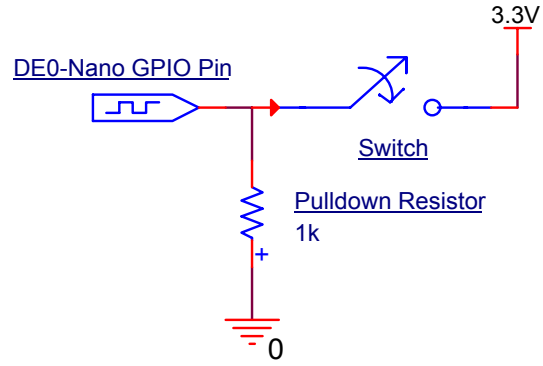 3.3V
DE0-Nano GPIO Pin
Switch
Pulldown Resistor
1k
+
0